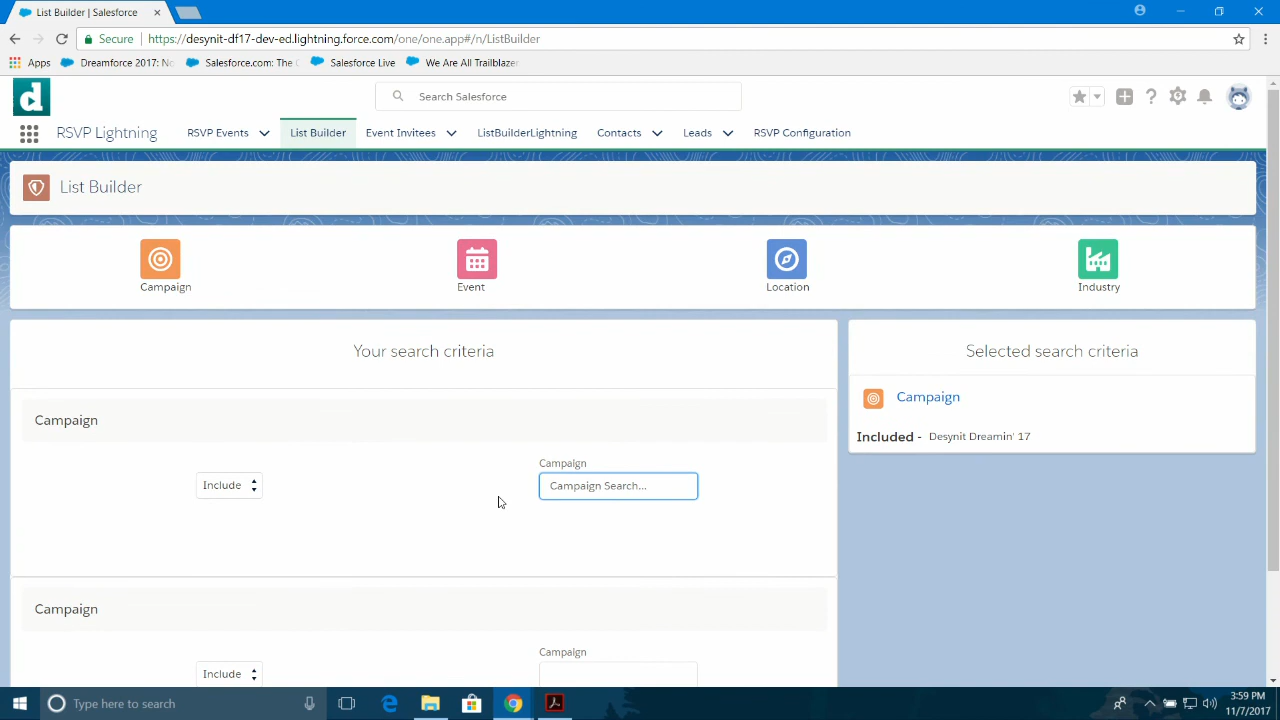 List Builder | Salesforce
Secure
https://desynit-df17-dev-ed.lightning.force.com/one/one.app#/n/ListBuilder
Apps
Dreamforce 2017: No
Salesforce.com: The C
Salesforce Live
We Are All Trailblaze
d
Search Salesforce
RSVP Lightning
RSVP Events
List Builder
Event Invitees
ListBuilderLightning
Contacts
Leads
RSVP Configuration
List Builder
Campaign
Event
Location
Industry
Your search criteria
Selected search criteria
Campaign
Included - Desynit Dreamin' 17
Campaign
Campaign
Include
Campaign Search...
Campaign
Campaign
Include
Type here to search
3:59 PM
11/7/2017